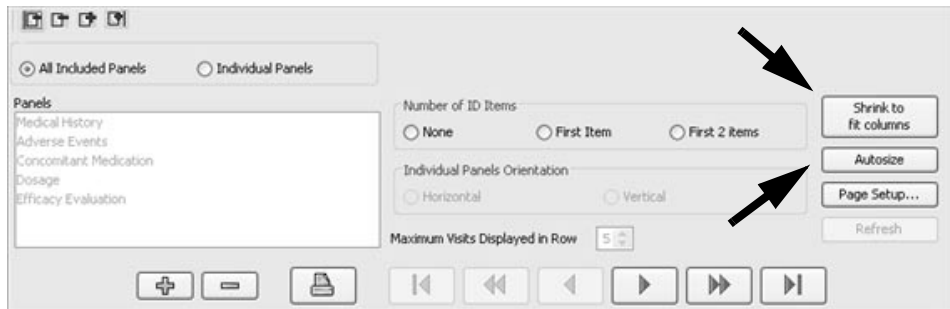 All Included Panels
Individual Panels
Panels
Medical History
Adverse Events
Concomitant Medication
Dosage
Efficacy Evaluation
Number of ID Items
None
First Item
First 2 items
Individual Panels Orientation
Horizontal
Vertical
Maximum Visits Displayed in Row
5
Shrink to
fit columns
Autosize
Page Setup...
Refresh